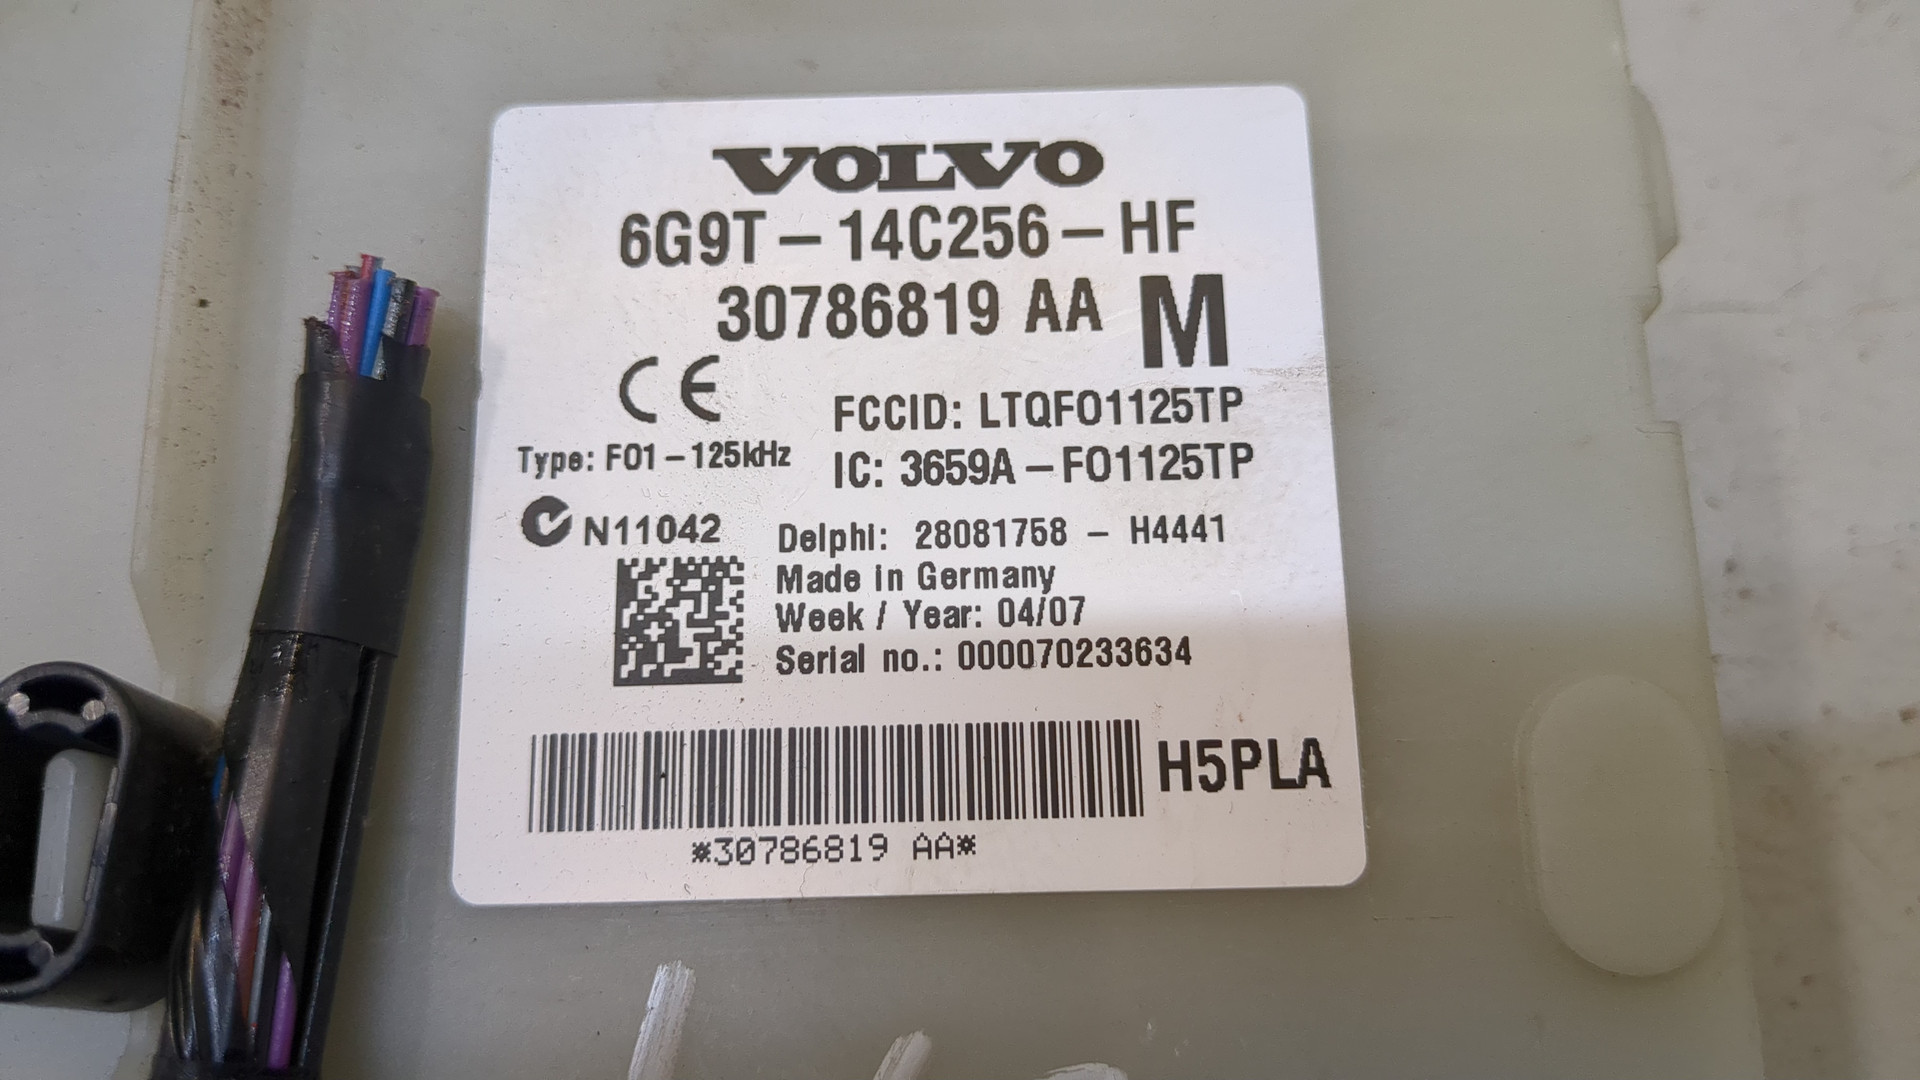 VOLVO
6G9T - 14C256 - HF
30786819 AA M
CE
FCCID: LTQFO1125TP
Type: FO1 - 125kHz
IC: 3659A - FO1125TP
N11042
Delphi: 28081758 - H4441
Made in Germany
Week / Year: 04/07
Serial no.: 000070233634
H5PLA
*30786819 AA*